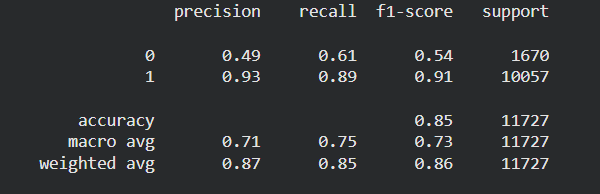 precision recall f1-score support
0 0.49 0.61 0.54 1670
1 0.93 0.89 0.91 10057
accuracy 0.85 11727
macro avg 0.71 0.75 0.73 11727
weighted avg 0.87 0.85 0.86 11727